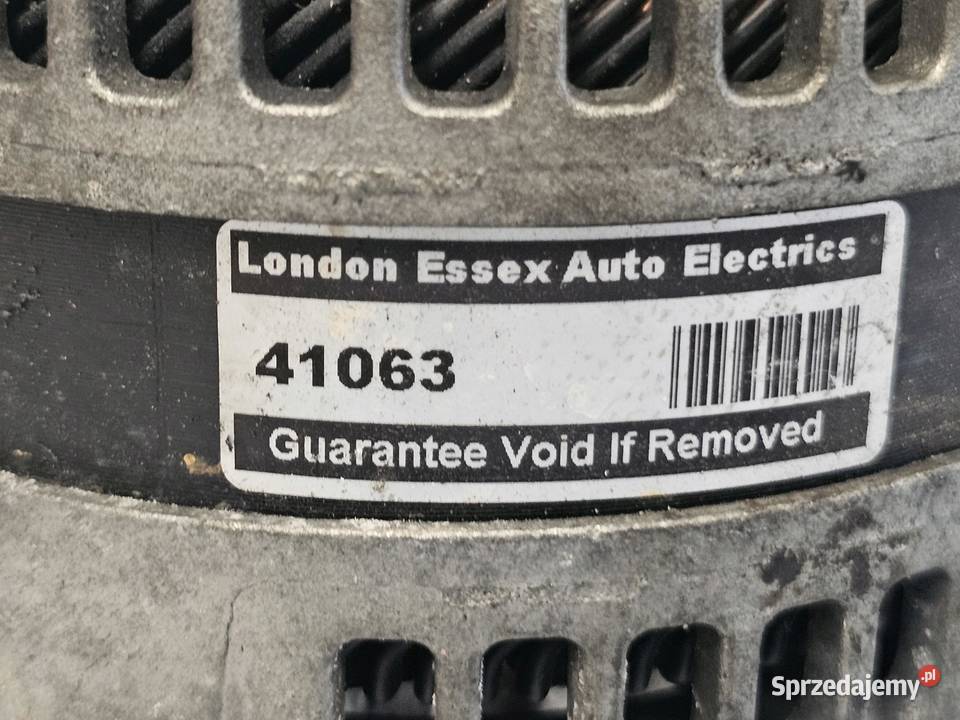 London Essex Auto Electrics
41063
Guarantee Void If Removed
Sprzedajemy.pl